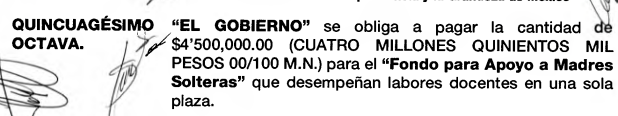 QUINCUAGÉSIMO "EL GOBIERNO" se obliga a pagar la cantidad de
OCTAVA. $4'500,000.00 (CUATRO MILLONES QUINIENTOS MIL
PESOS 00/100 M.N.) para el "Fondo para Apoyo a Madres
Solteras" que desempeñan labores docentes en una sola
plaza.